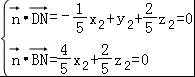 n⃗·DN⃗=-1/5x₂+y₂+2/5z₂=0
n⃗·BN⃗=4/5x₂+2/5z₂=0